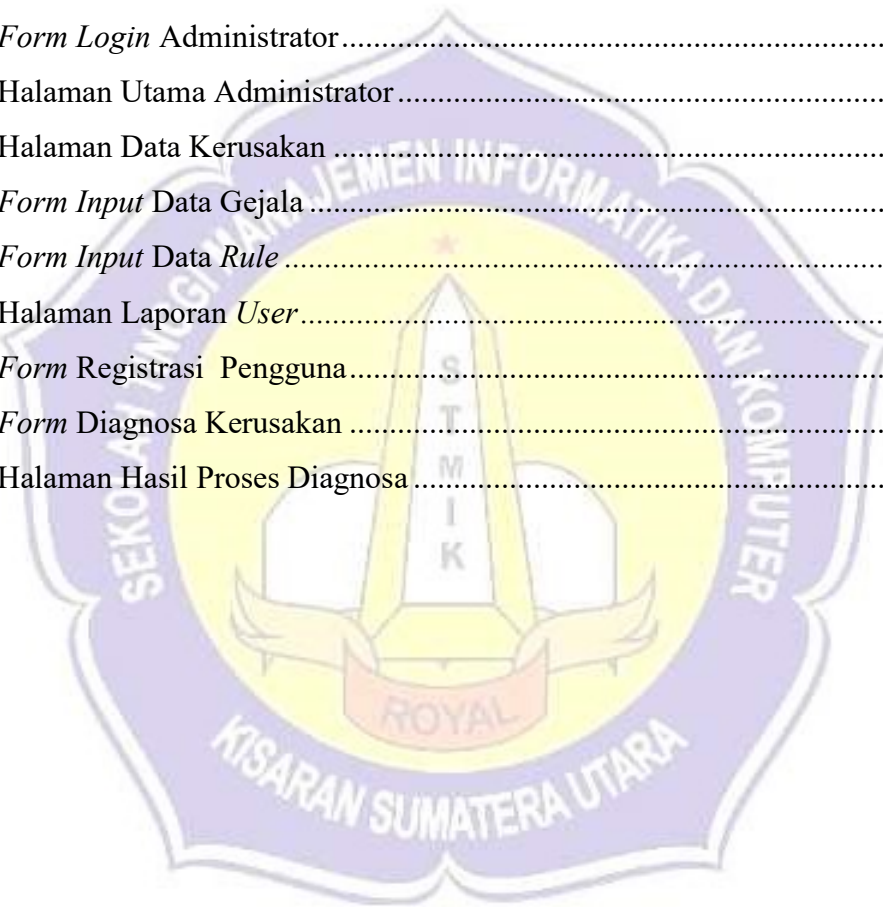 Form Login Administrator....................................................................
Halaman Utama Administrator.............................................................
Halaman Data Kerusakan.....................................................................
Form Input Data Gejala........................................................................
Form Input Data Rule...........................................................................
Halaman Laporan User.........................................................................
Form Registrasi  Pengguna...................................................................
Form Diagnosa Kerusakan...................................................................
Halaman Hasil Proses Diagnosa...........................................................
SEKOLAH TINGGI MANAJEMEN INFORMATIKA DAN KOMPUTER
STMIK
ROYAL
KISARAN SUMATERA UTARA